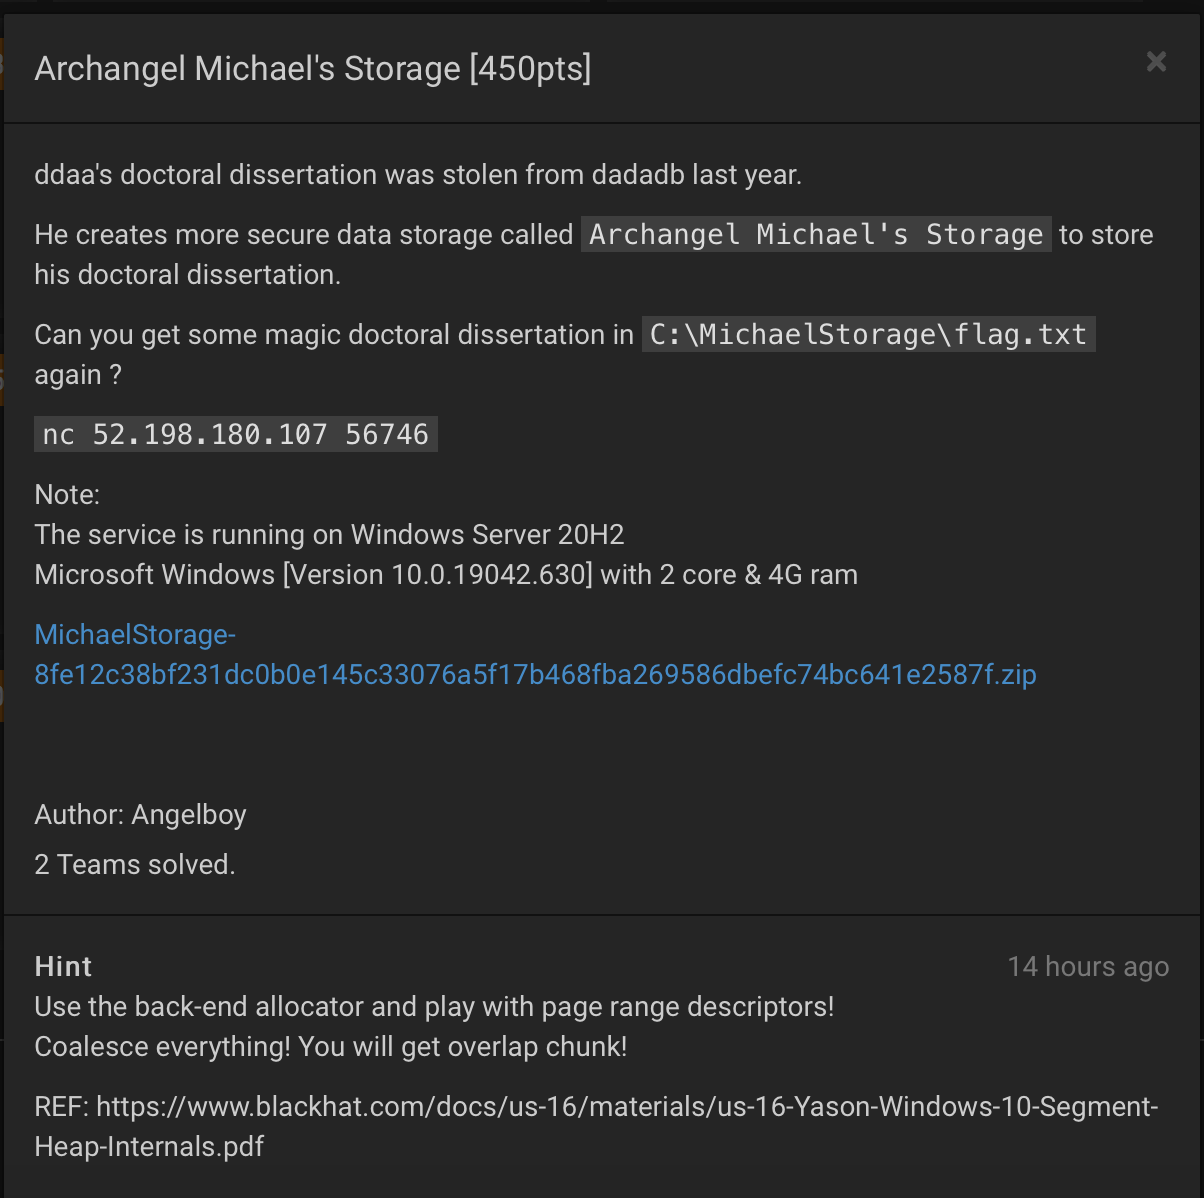 Archangel Michael's Storage [450pts]
×
ddaa's doctoral dissertation was stolen from dadadb last year.
He creates more secure data storage called Archangel Michael's Storage to store
his doctoral dissertation.
Can you get some magic doctoral dissertation in C:\MichaelStorage\flag.txt
again ?
nc 52.198.180.107 56746
Note:
The service is running on Windows Server 20H2
Microsoft Windows [Version 10.0.19042.630] with 2 core & 4G ram
MichaelStorage-
8fe12c38bf231dc0b0e145c33076a5f17b468fba269586dbefc74bc641e2587f.zip
Author: Angelboy
2 Teams solved.
Hint
14 hours ago
Use the back-end allocator and play with page range descriptors!
Coalesce everything! You will get overlap chunk!
REF: https://www.blackhat.com/docs/us-16/materials/us-16-Yason-Windows-10-Segment-
Heap-Internals.pdf